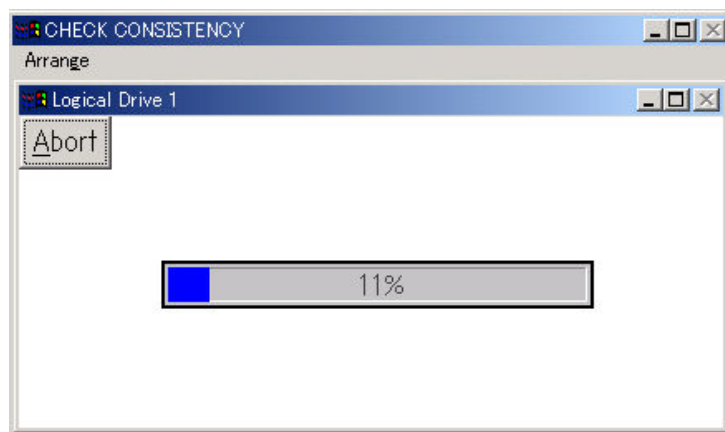 CHECK CONSISTENCY
Arrange
Logical Drive 1
Abort
11%